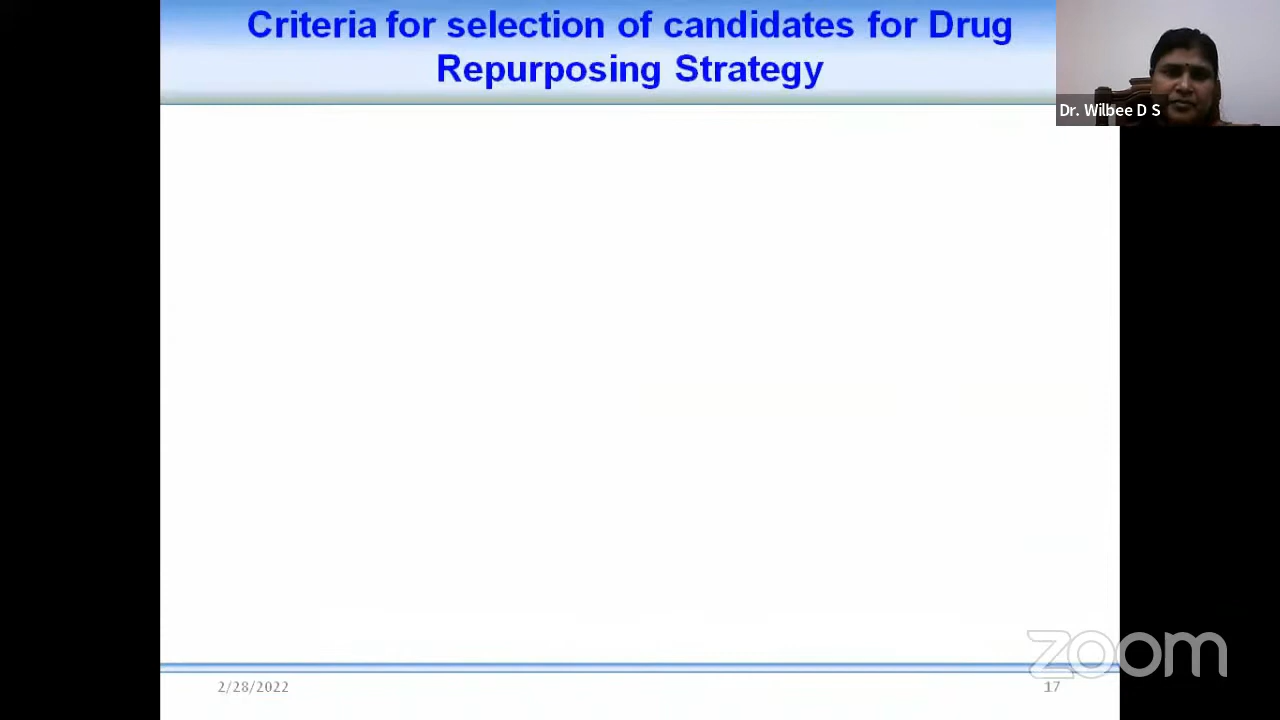 Criteria for selection of candidates for Drug
Repurposing Strategy
Dr. Wilbee D S
zoom
2/28/2022
17